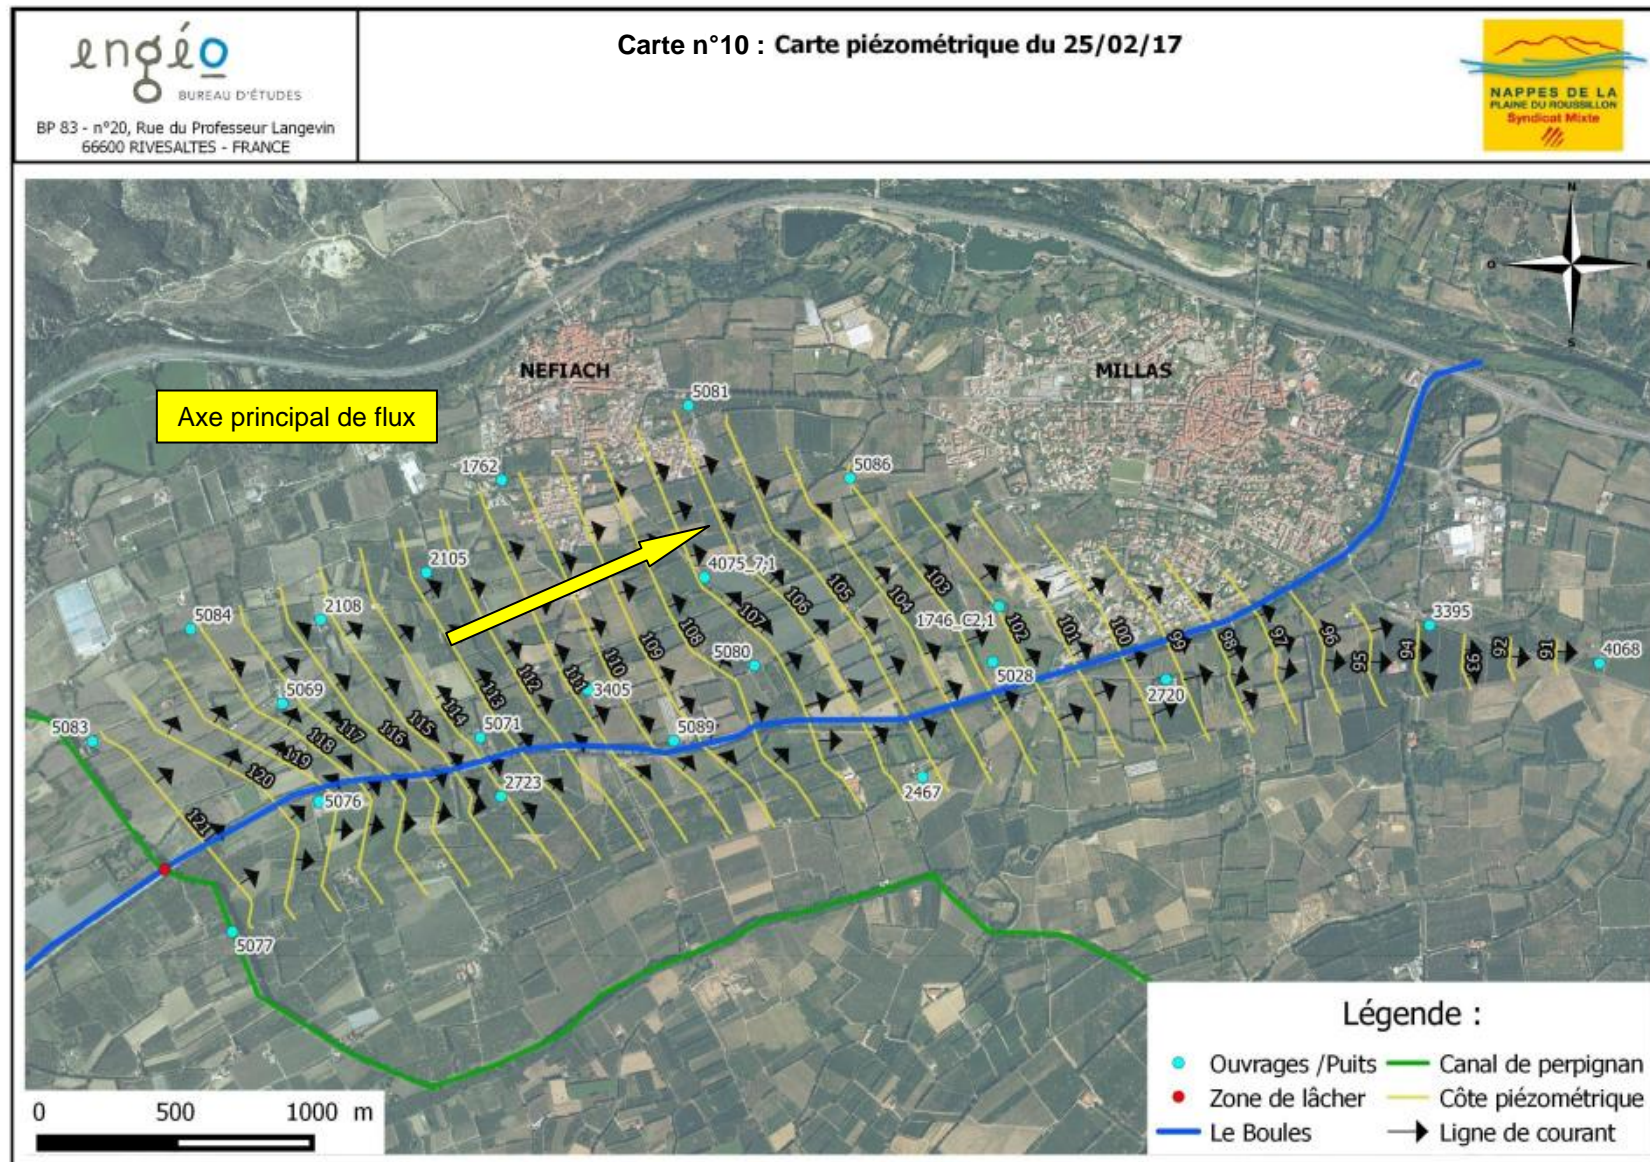 engéo
BUREAU D'ÉTUDES
BP 83 - n°20, Rue du Professeur Langevin
66600 RIVESALTES - FRANCE
Carte n°10 : Carte piézométrique du 25/02/17
NAPPES DE LA
PLAINE DU ROUSSILLON
Syndicat Mixte
N
O
S
NEFIACH
MILLAS
Axe principal de flux
5081
1762
5086
2105
4075_7,1
5084
2108
103
105
106
104
107
1746_C2,1
102
3395
101
100
99
98
97
96
95
94
93
92
91
4068
108
109
110
111
112
113
5080
5028
2720
3405
5069
114
115
116
117
118
119
120
121
5071
5089
5083
2723
5076
2467
5077
0 500 1000 m
Légende :
Ouvrages /Puits
Canal de perpignan
Zone de lâcher
Côte piézométrique
Le Boules
Ligne de courant